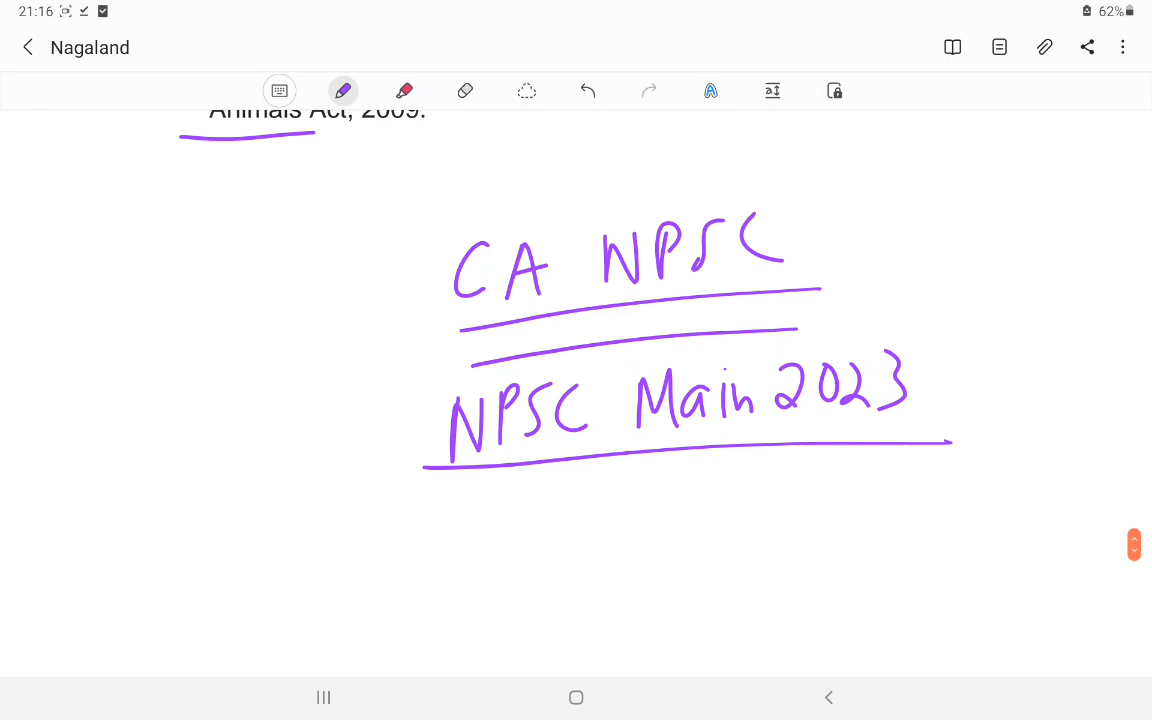 21:16 62%
Nagaland
Animals Act, 2009.
CA NPSC
NPSC Main 2023